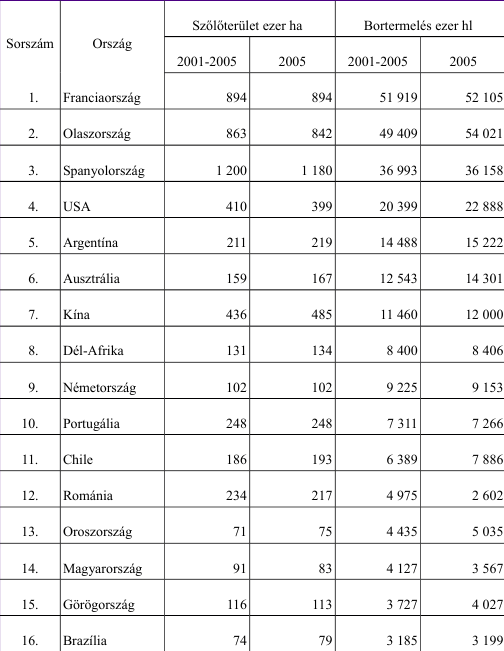 Sorszám Ország Szőlőterület ezer ha Bortermelés ezer hl
2001-2005 2005 2001-2005 2005
1. Franciaország 894 894 51 919 52 105
2. Olaszország 863 842 49 409 54 021
3. Spanyolország 1 200 1 180 36 993 36 158
4. USA 410 399 20 399 22 888
5. Argentína 211 219 14 488 15 222
6. Ausztrália 159 167 12 543 14 301
7. Kína 436 485 11 460 12 000
8. Dél-Afrika 131 134 8 400 8 406
9. Németország 102 102 9 225 9 153
10. Portugália 248 248 7 311 7 266
11. Chile 186 193 6 389 7 886
12. Románia 234 217 4 975 2 602
13. Oroszország 71 75 4 435 5 035
14. Magyarország 91 83 4 127 3 567
15. Görögország 116 113 3 727 4 027
16. Brazília 74 79 3 185 3 199